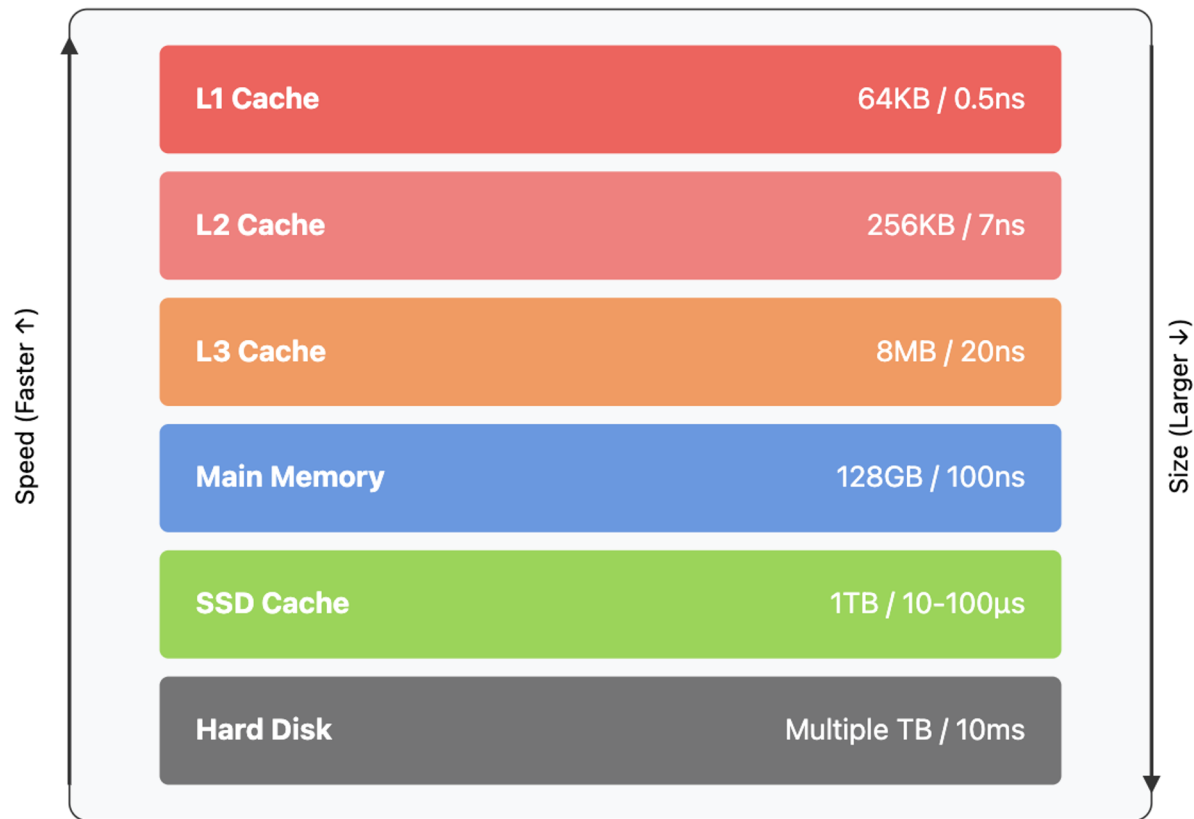 L1 Cache 64KB / 0.5ns
L2 Cache 256KB / 7ns
L3 Cache 8MB / 20ns
Main Memory 128GB / 100ns
SSD Cache 1TB / 10-100μs
Hard Disk Multiple TB / 10ms
Speed (Faster ↑)
Size (Larger ↓)